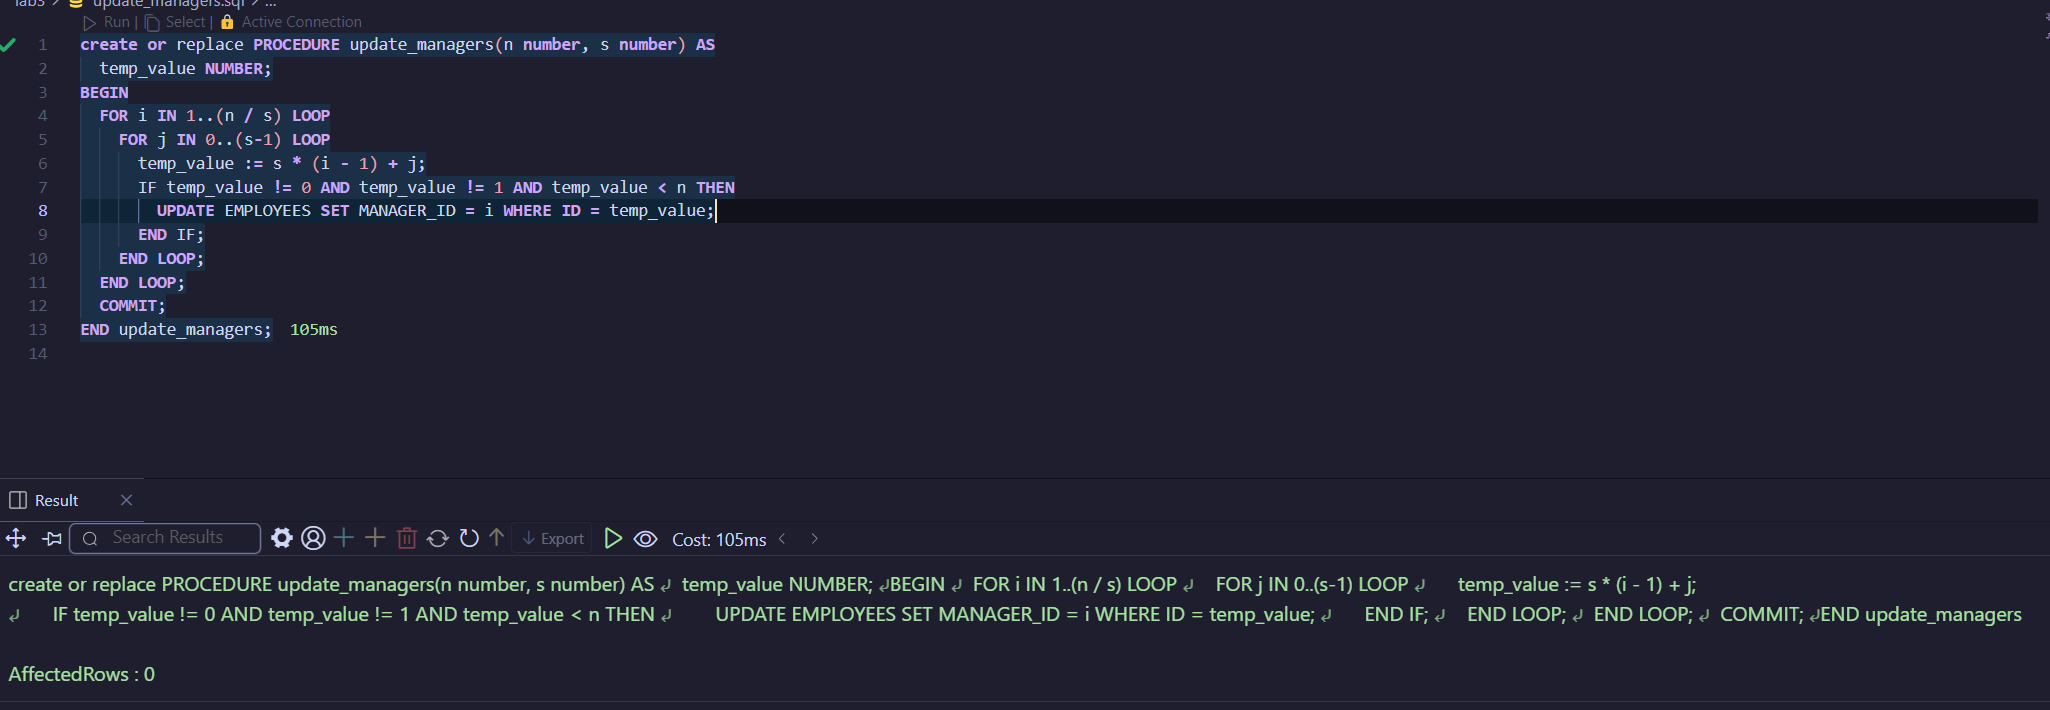 lab3 > update_managers.sql > ...
Run | Select | Active Connection
1 create or replace PROCEDURE update_managers(n number, s number) AS
2 temp_value NUMBER;
3 BEGIN
4 FOR i IN 1..(n / s) LOOP
5 FOR j IN 0..(s-1) LOOP
6 temp_value := s * (i - 1) + j;
7 IF temp_value != 0 AND temp_value != 1 AND temp_value < n THEN
8 UPDATE EMPLOYEES SET MANAGER_ID = i WHERE ID = temp_value;
9 END IF;
10 END LOOP;
11 END LOOP;
12 COMMIT;
13 END update_managers; 105ms
14
Result
Search Results Export Cost: 105ms < >
create or replace PROCEDURE update_managers(n number, s number) AS ↲ temp_value NUMBER; ↲BEGIN ↲ FOR i IN 1..(n / s) LOOP ↲ FOR j IN 0..(s-1) LOOP ↲ temp_value := s * (i - 1) + j;
↲ IF temp_value != 0 AND temp_value != 1 AND temp_value < n THEN ↲ UPDATE EMPLOYEES SET MANAGER_ID = i WHERE ID = temp_value; ↲ END IF; ↲ END LOOP; ↲ END LOOP; ↲ COMMIT; ↲END update_managers
AffectedRows : 0